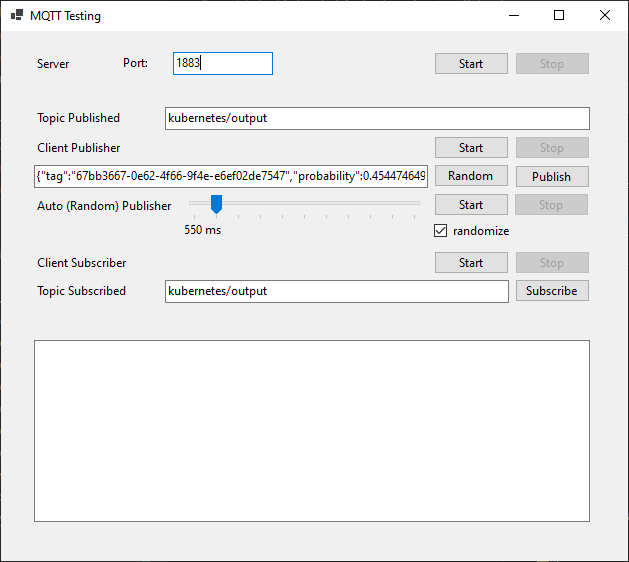 MQTT Testing
Server Port: 1883 Start Stop
Topic Published kubernetes/output
Client Publisher Start Stop
{"tag":"67bb3667-0e62-4f66-9f4e-e6ef02de7547","probability":0.454474649 Random Publish
Auto (Random) Publisher Start Stop
550 ms randomize
Client Subscriber Start Stop
Topic Subscribed kubernetes/output Subscribe